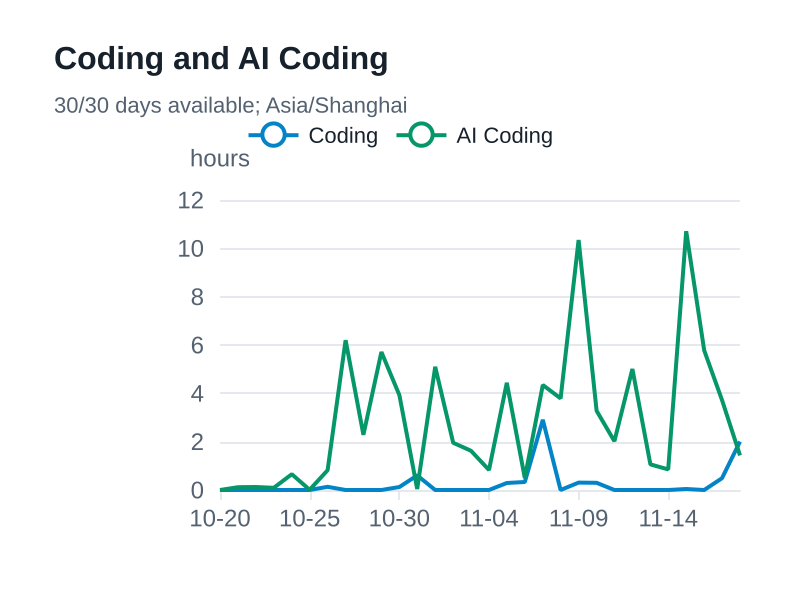 Coding and AI Coding
30/30 days available; Asia/Shanghai
Coding AI Coding
hours
12
10
8
6
4
2
0
10-20 10-25 10-30 11-04 11-09 11-14